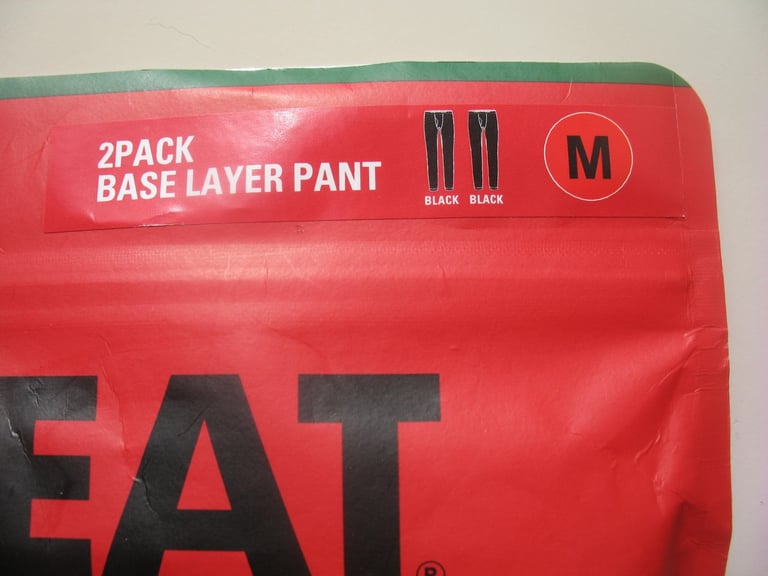 2PACK
BASE LAYER PANT
BLACK BLACK
M
EAT
®